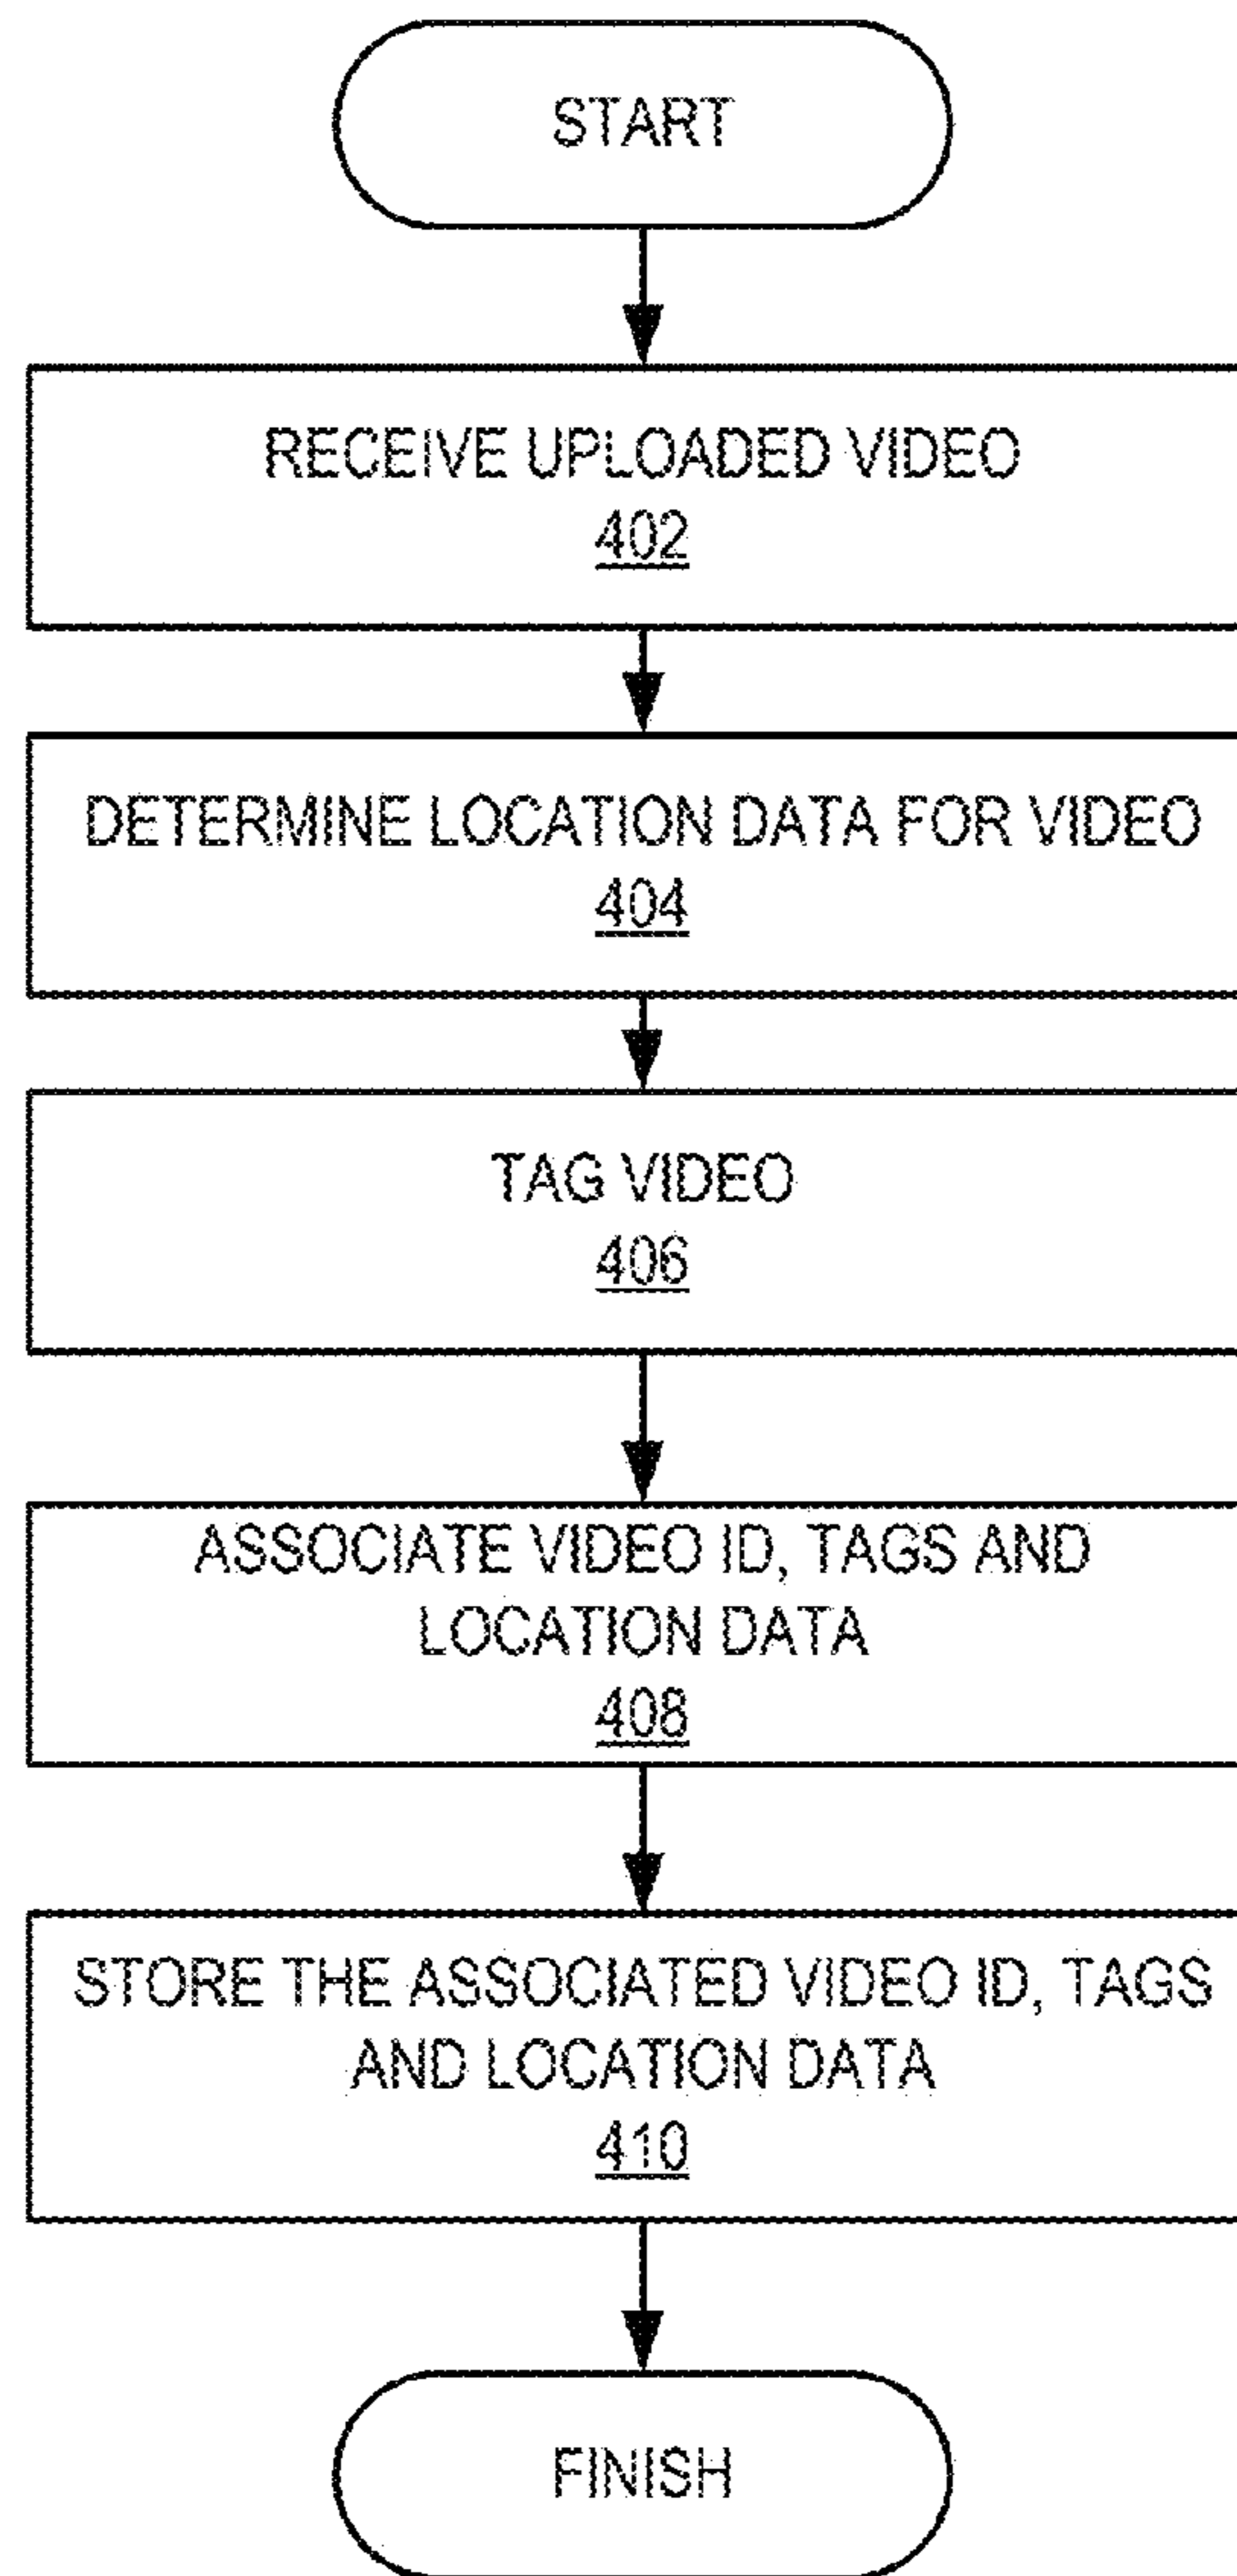 START
RECEIVE UPLOADED VIDEO
402
DETERMINE LOCATION DATA FOR VIDEO
404
TAG VIDEO
406
ASSOCIATE VIDEO ID, TAGS AND
LOCATION DATA
408
STORE THE ASSOCIATED VIDEO ID, TAGS
AND LOCATION DATA
410
FINISH